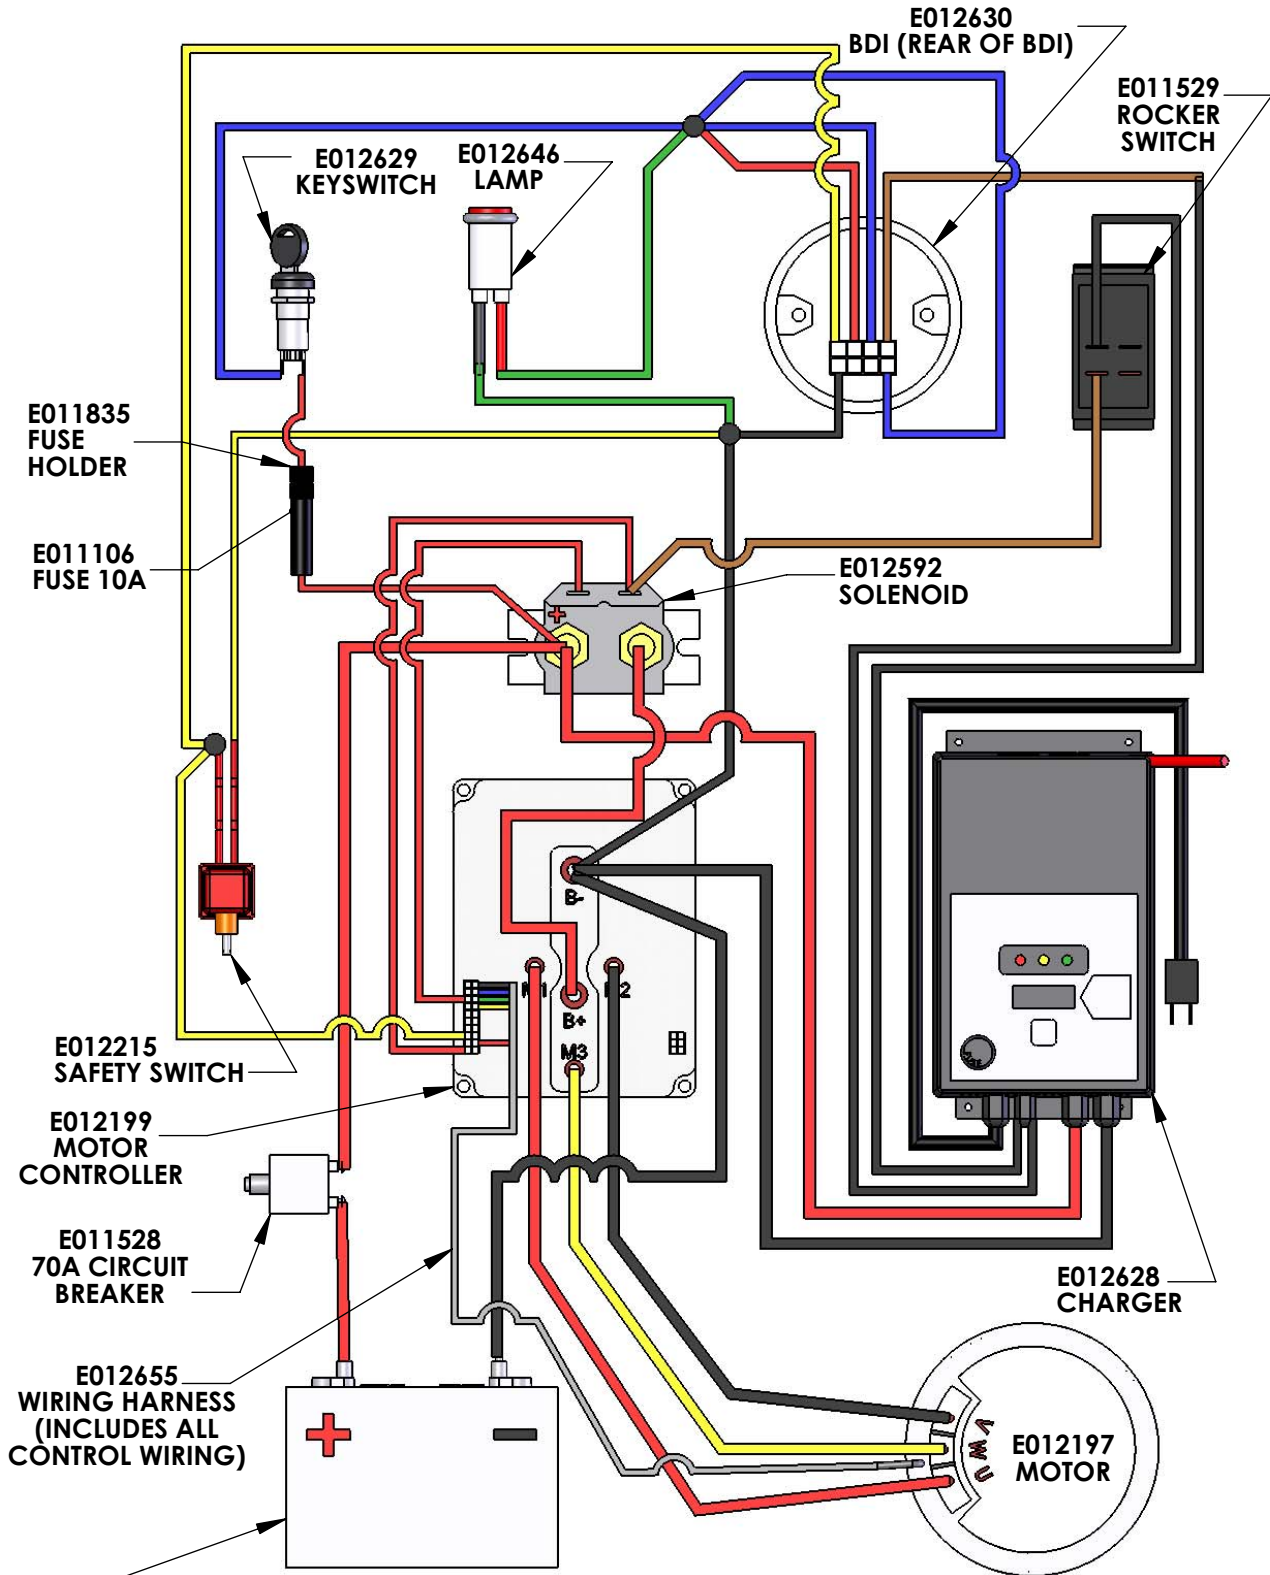 E012630
BDI (REAR OF BDI)
E011529
ROCKER
SWITCH
E012629
KEYSWITCH
E012646
LAMP
E011835
FUSE
HOLDER
E011106
FUSE 10A
E012592
SOLENOID
+
B-
B+
M3
E012215
SAFETY SWITCH
E012199
MOTOR
CONTROLLER
E011528
70A CIRCUIT
BREAKER
E012628
CHARGER
E012655
WIRING HARNESS
(INCLUDES ALL
CONTROL WIRING)
+ -
V
W
U
E012197
MOTOR